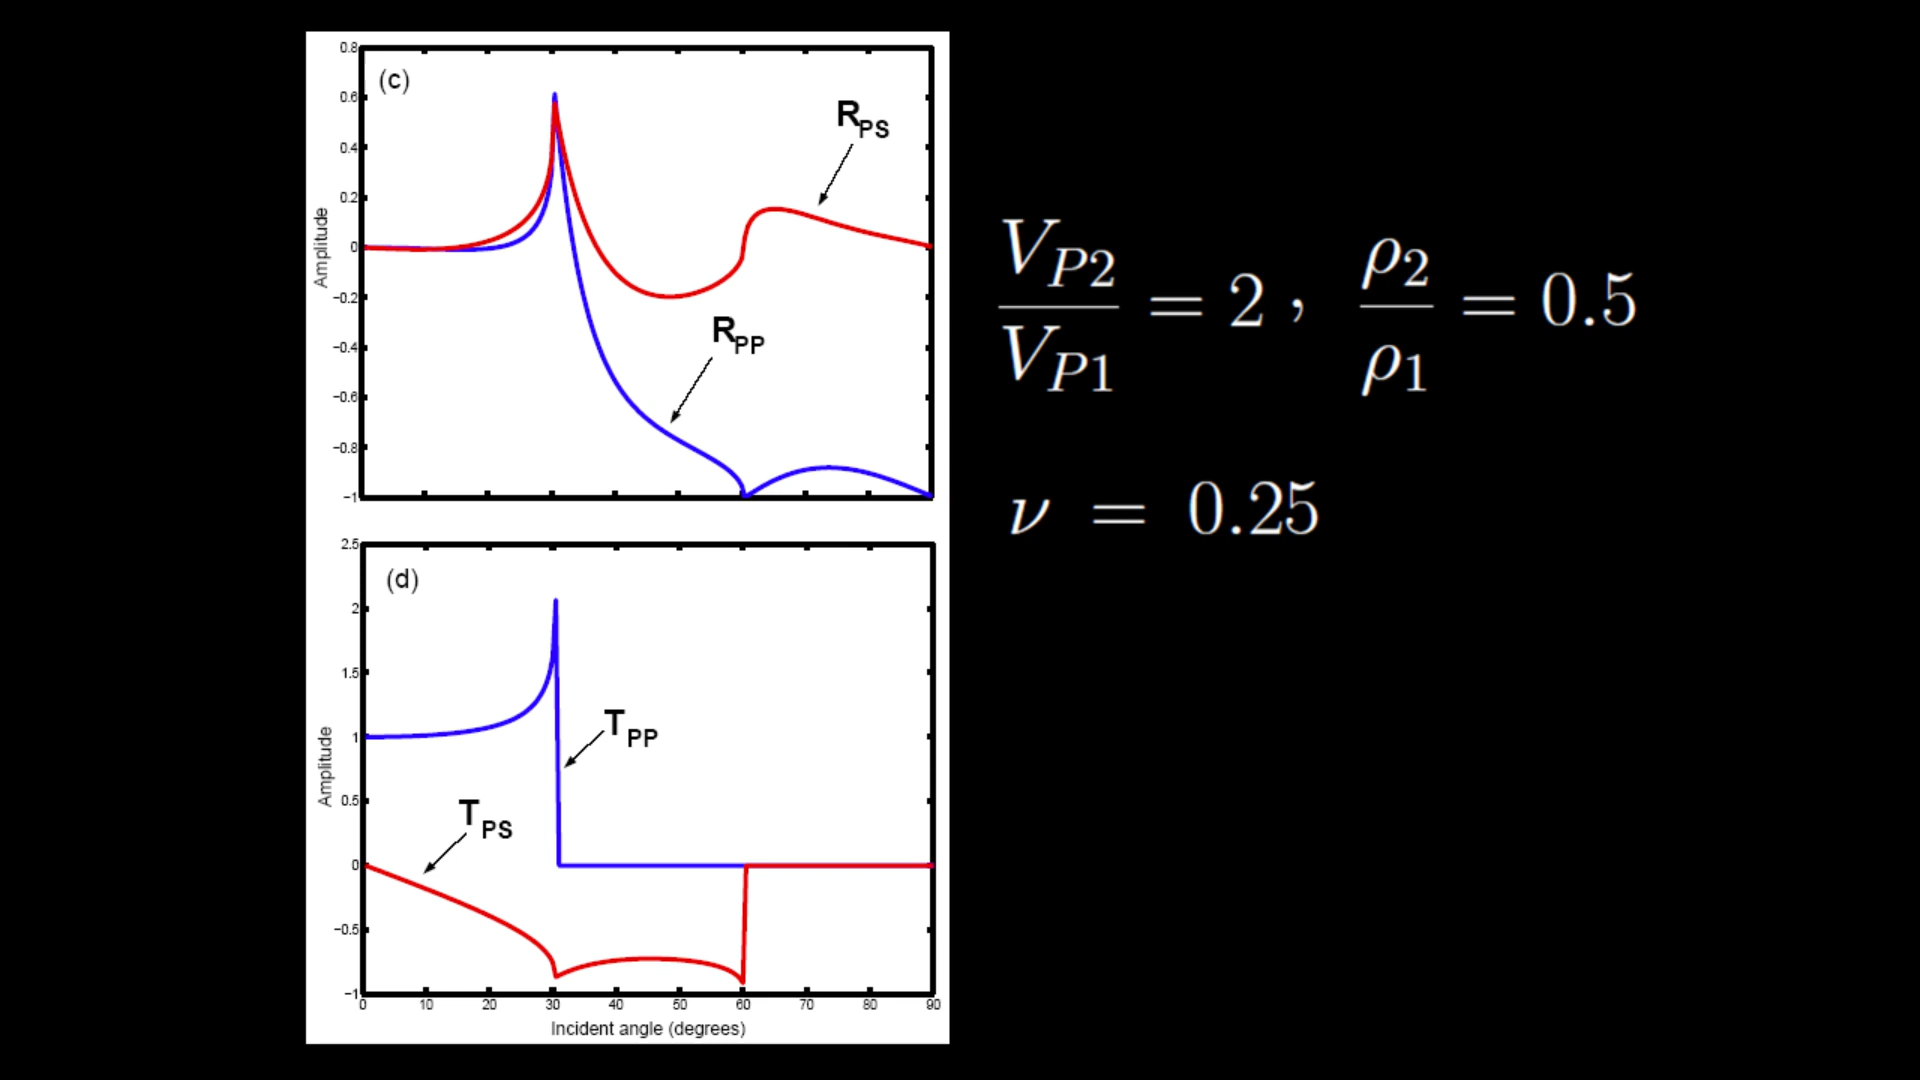 0.8
(c)
0.6
R_PS
0.4
0.2
0
Amplitude
−0.2
R_PP
−0.4
−0.6
−0.8
−1
2.5
(d)
2
1.5
T_PP
1
Amplitude
0.5
T_PS
0
−0.5
−1
0 10 20 30 40 50 60 70 80 90
Incident angle (degrees)
V_P2/V_P1 = 2 , ρ_2/ρ_1 = 0.5
ν = 0.25